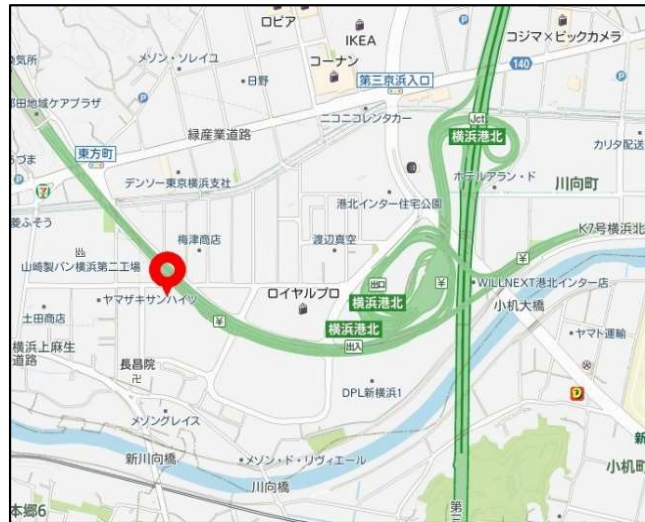 ロピア
IKEA
コジマ×ビックカメラ
メゾン・ソレイユ
コーナン
日野
第三京浜入口
140
田地域ケアプラザ
ニコニコレンタカー
緑産業道路
Jct
横浜港北
カリタ配送
東方町
デンソー東京横浜支社
ホテルアラン・ド
川向町
港北インター住宅公園
菱ふそう
梅津商店
渡辺真空
K7号横浜北
山崎製パン横浜第二工場
出口
WILLNEXT港北インター店
ヤマザキサンハイツ
ロイヤルプロ
横浜港北
小机大橋
土田商店
横浜港北
ヤマト運輸
横浜上麻生
道路
出入
長昌院
DPL新横浜1
メゾングレイス
新川向橋
メゾン・ド・リヴィエール
川向橋
小机町
本郷6
第三